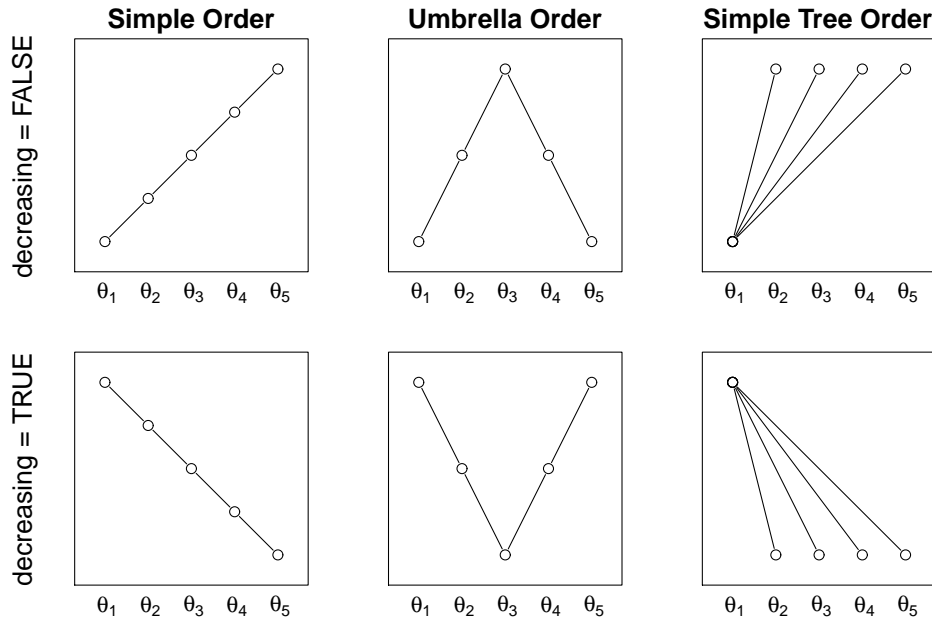 Simple Order
Umbrella Order
Simple Tree Order
decreasing = FALSE
θ1 θ2 θ3 θ4 θ5
θ1 θ2 θ3 θ4 θ5
θ1 θ2 θ3 θ4 θ5
decreasing = TRUE
θ1 θ2 θ3 θ4 θ5
θ1 θ2 θ3 θ4 θ5
θ1 θ2 θ3 θ4 θ5